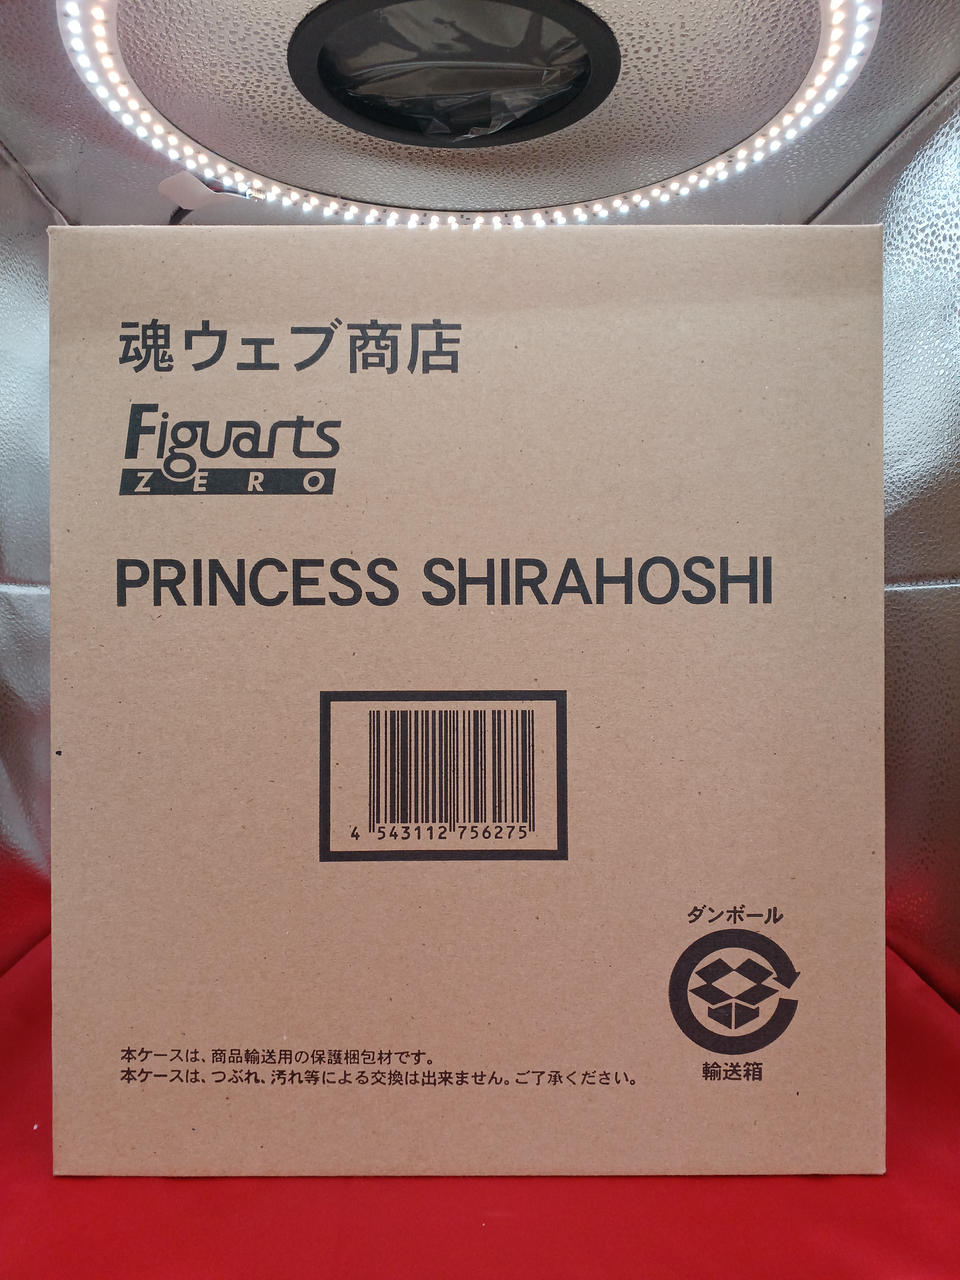 魂ウェブ商店
Figuarts
ZERO
PRINCESS SHIRAHOSHI
4 543112 756275
ダンボール
輸送箱
本ケースは、商品輸送用の保護梱包材です。
本ケースは、つぶれ、汚れ等による交換は出来ません。ご了承ください。